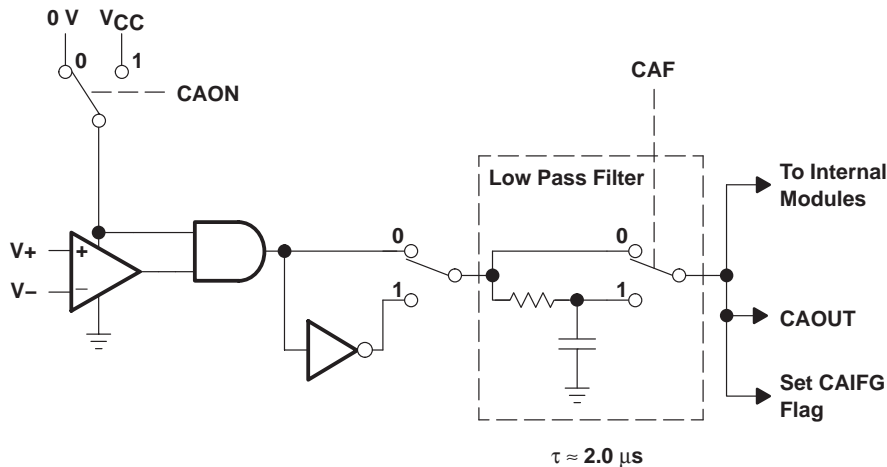 0 V VCC
0 1
CAON
CAF
Low Pass Filter
To Internal
Modules
V+
+
V−
−
0
1
0
1
CAOUT
Set CAIFG
Flag
τ ≈ 2.0 μs